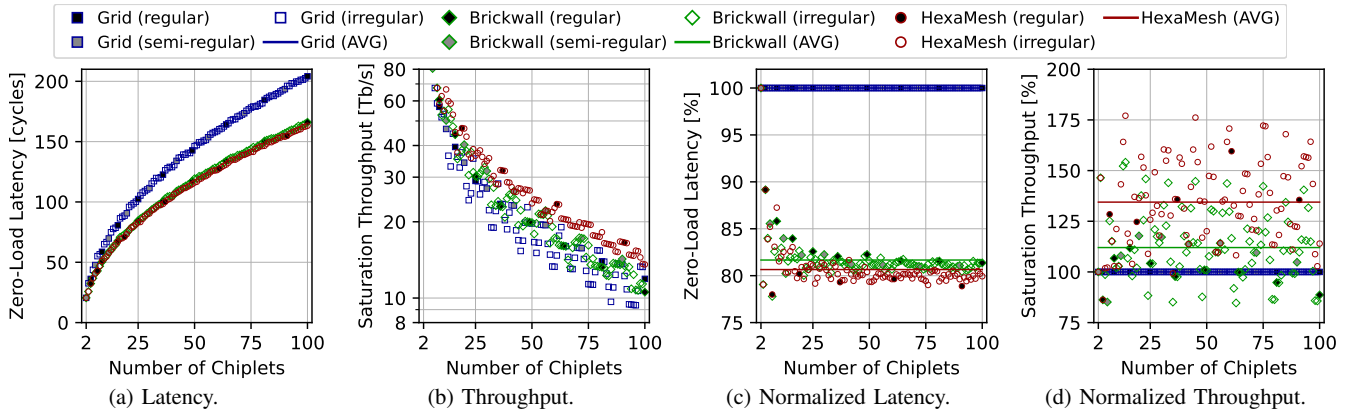 Grid (regular) Grid (irregular) Brickwall (regular) Brickwall (irregular) HexaMesh (regular) HexaMesh (AVG)
Grid (semi-regular) Grid (AVG) Brickwall (semi-regular) Brickwall (AVG) HexaMesh (irregular)
Zero-Load Latency [cycles]
200
150
100
50
0
2 25 50 75 100
Number of Chiplets
(a) Latency.
Saturation Throughput [Tb/s]
80
60
40
30
20
10
8
2 25 50 75 100
Number of Chiplets
(b) Throughput.
Zero-Load Latency [%]
100
95
90
85
80
75
2 25 50 75 100
Number of Chiplets
(c) Normalized Latency.
Saturation Throughput [%]
200
175
150
125
100
75
2 25 50 75 100
Number of Chiplets
(d) Normalized Throughput.